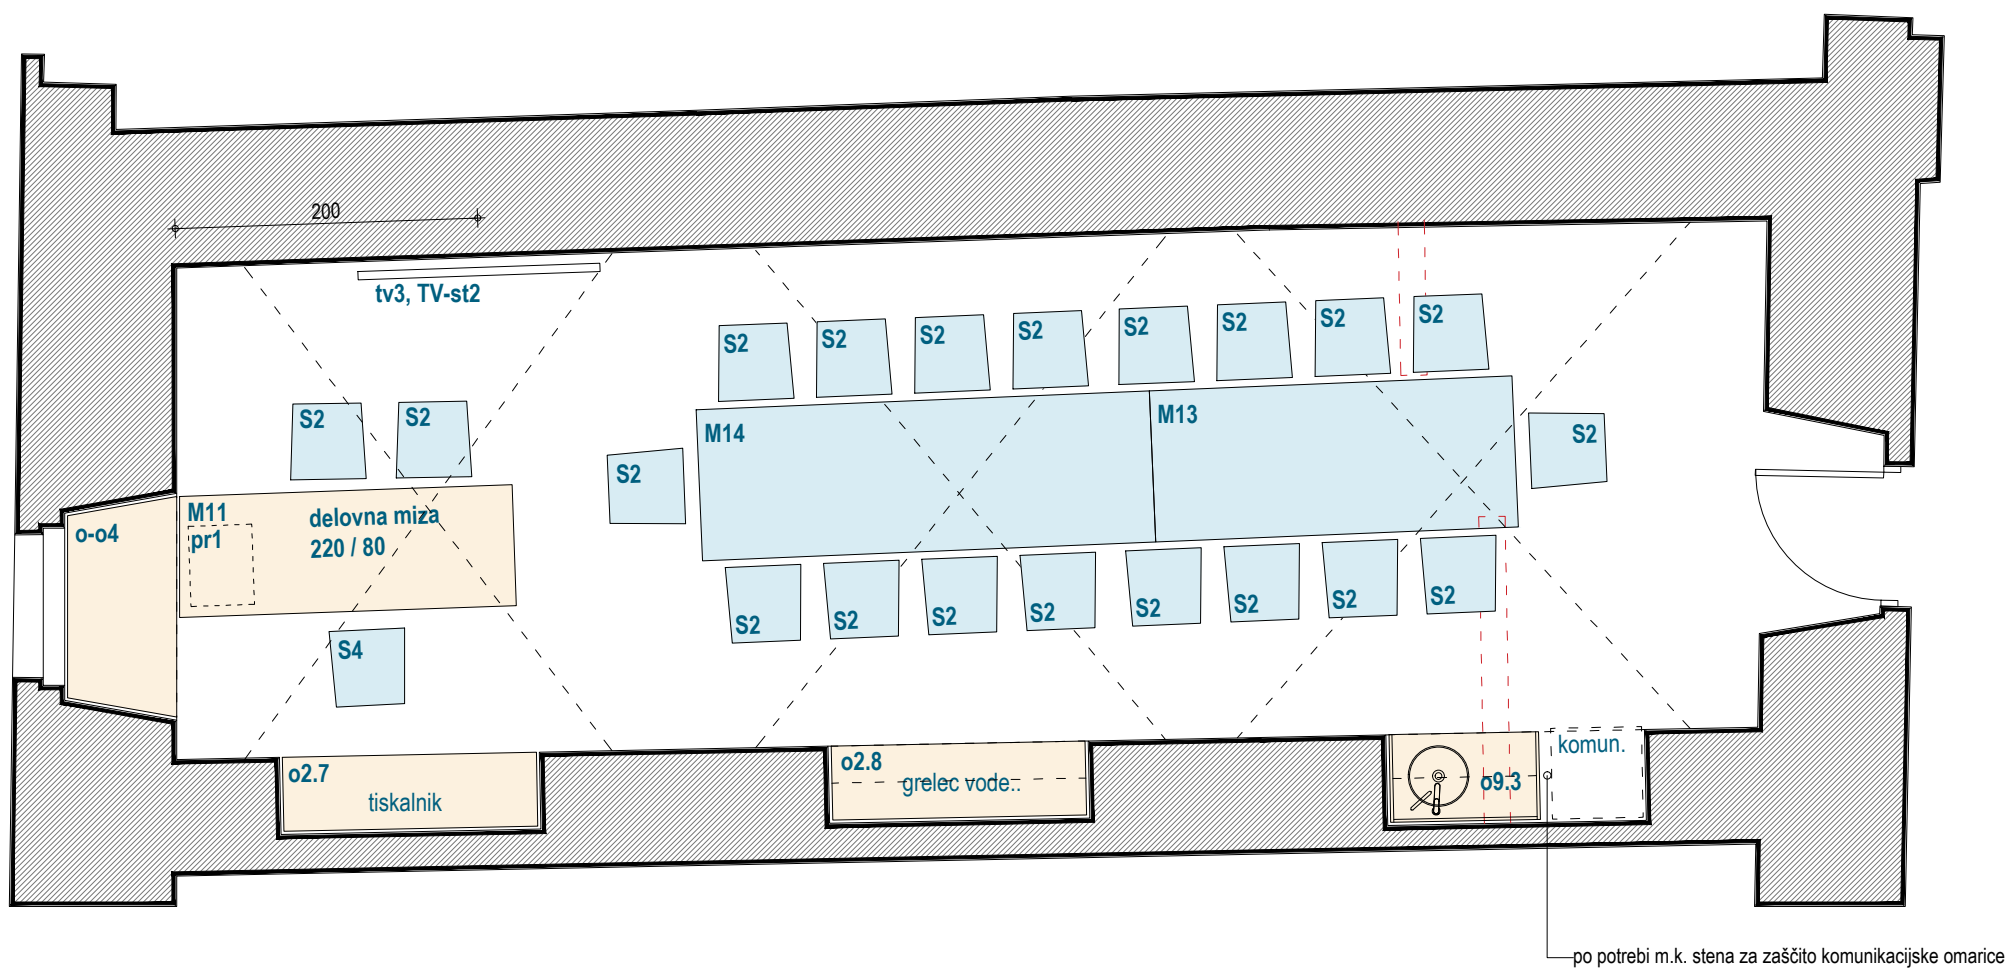 200
tv3, TV-st2
S2
S2
S2
S2
S2
S2
S2
S2
S2
S2
M14
M13
S2
S2
M11
pr1
delovna miza
220 / 80
o-o4
S2
S2
S2
S2
S2
S2
S2
S2
S4
o2.7
tiskalnik
o2.8
grelec vode..
o9.3
komun.
po potrebi m.k. stena za zaščito komunikacijske omarice